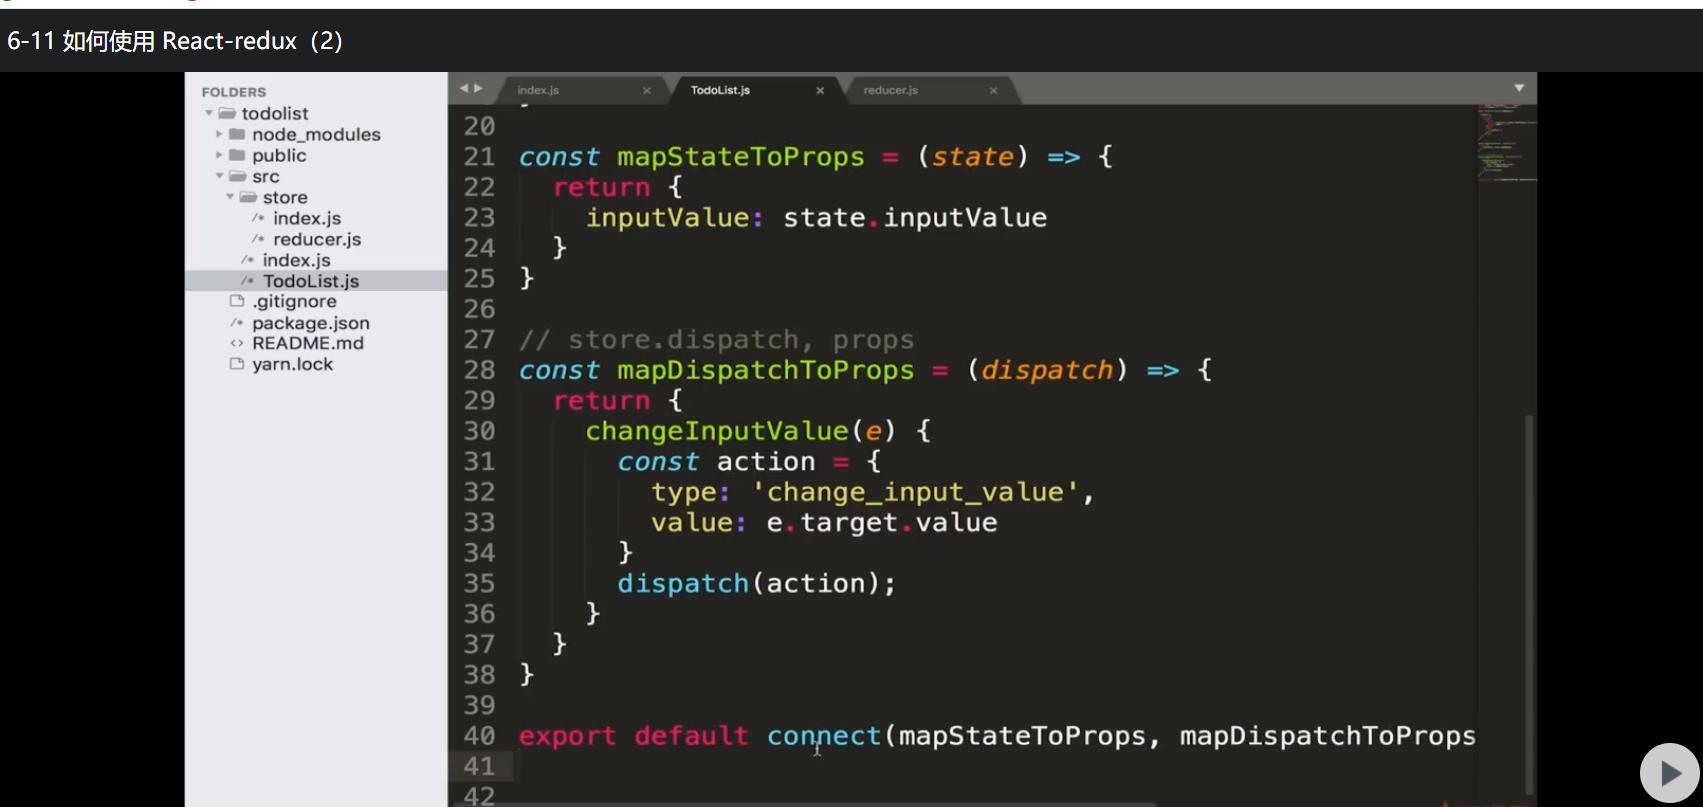 6-11 如何使用 React-redux（2）
FOLDERS
todolist
node_modules
public
src
store
/* index.js
/* reducer.js
/* index.js
/* TodoList.js
.gitignore
/* package.json
<> README.md
yarn.lock
index.js ×
TodoList.js ×
reducer.js ×
20
21 const mapStateToProps = (state) => {
22 return {
23 inputValue: state.inputValue
24 }
25 }
26
27 // store.dispatch, props
28 const mapDispatchToProps = (dispatch) => {
29 return {
30 changeInputValue(e) {
31 const action = {
32 type: 'change_input_value',
33 value: e.target.value
34 }
35 dispatch(action);
36 }
37 }
38 }
39
40 export default connect(mapStateToProps, mapDispatchToProps
41
42